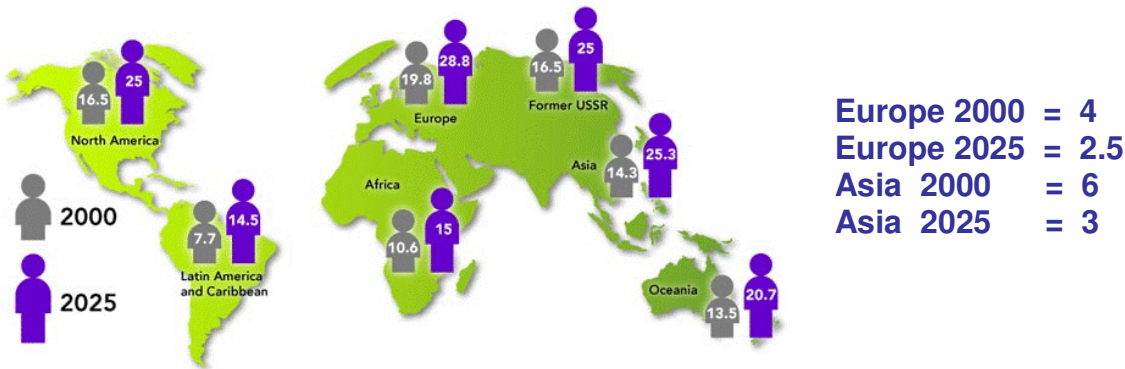 16.5
25
North America
19.8
28.8
Europe
16.5
25
Former USSR
14.3
25.3
Asia
Africa
10.6
15
7.7
14.5
Latin America
and Caribbean
Oceania
13.5
20.7
2000
2025
Europe 2000 = 4
Europe 2025 = 2.5
Asia 2000 = 6
Asia 2025 = 3